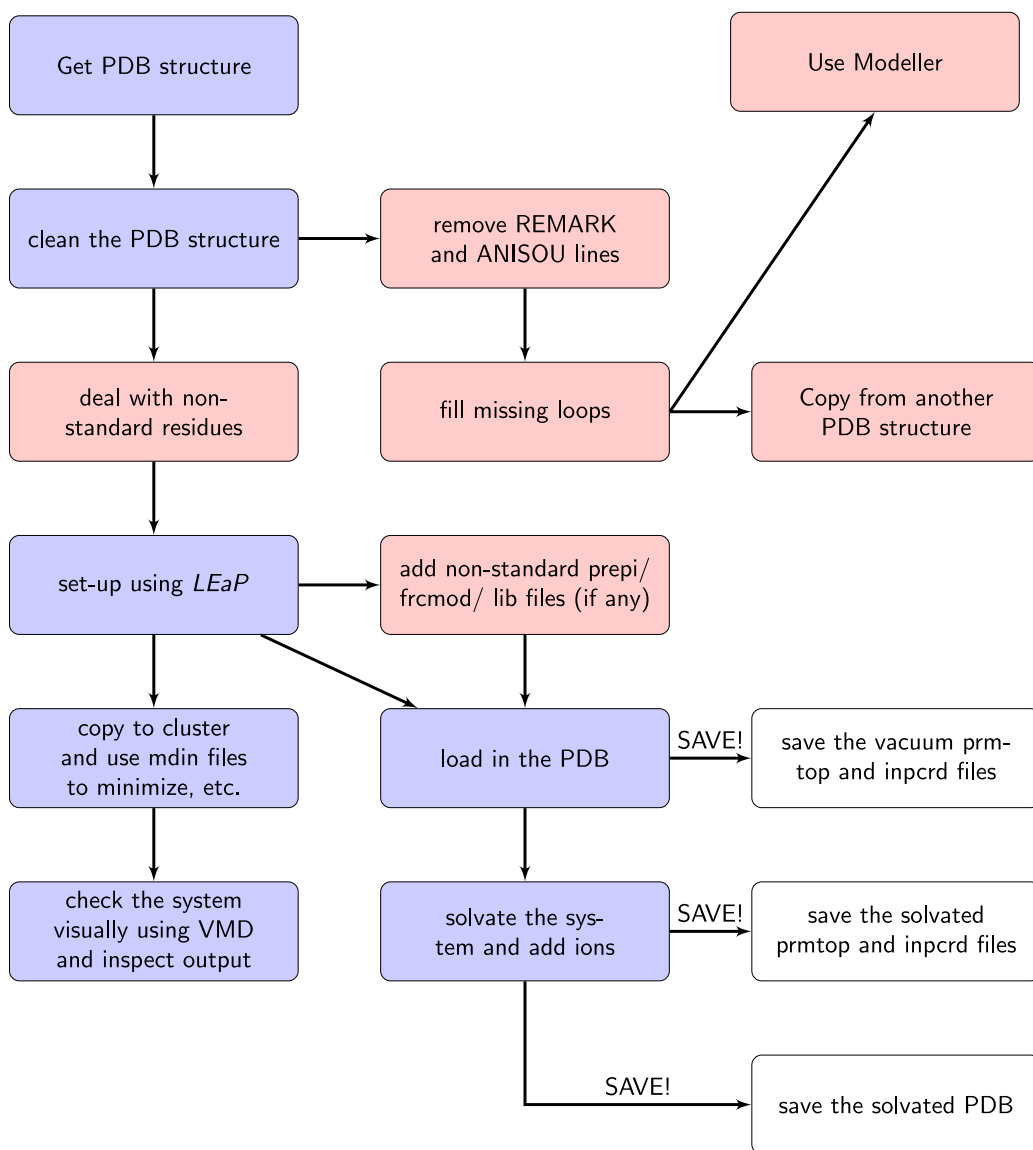 Get PDB structure
Use Modeller
clean the PDB structure
remove REMARK
and ANISOU lines
deal with non-
standard residues
fill missing loops
Copy from another
PDB structure
set-up using LEaP
add non-standard prepi/
frcmod/ lib files (if any)
copy to cluster
and use mdin files
to minimize, etc.
load in the PDB
SAVE!
save the vacuum prm-
top and inpcrd files
check the system
visually using VMD
and inspect output
solvate the sys-
tem and add ions
SAVE!
save the solvated
prmtop and inpcrd files
SAVE!
save the solvated PDB